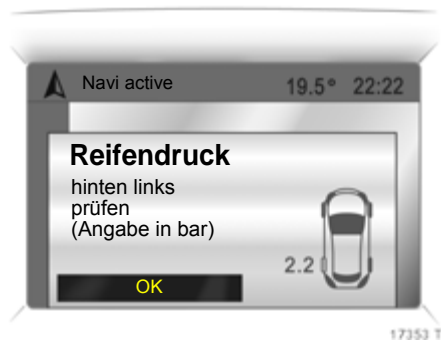 Navi active 19.5° 22:22
Reifendruck
hinten links
prüfen
(Angabe in bar)
2.2
OK
17353 T